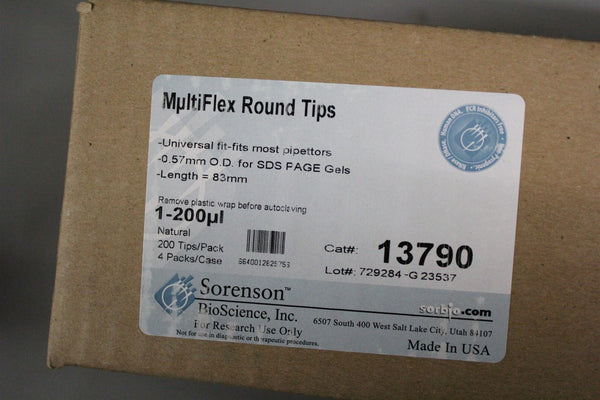 MµltiFlex Round Tips
-Universal fit-fits most pipettors
-0.57mm O.D. for SDS PAGE Gels
-Length = 83mm
Remove plastic wrap before autoclaving
1-200µl
Natural
200 Tips/Pack
4 Packs/Case
Cat#: 13790
Lot#: 729284 -G 23537
Sorenson™
BioScience, Inc.
For Research Use Only
Not for use in diagnostic or therapeutic procedures.
sorbio.com
6507 South 400 West Salt Lake City, Utah 84107
Made In USA